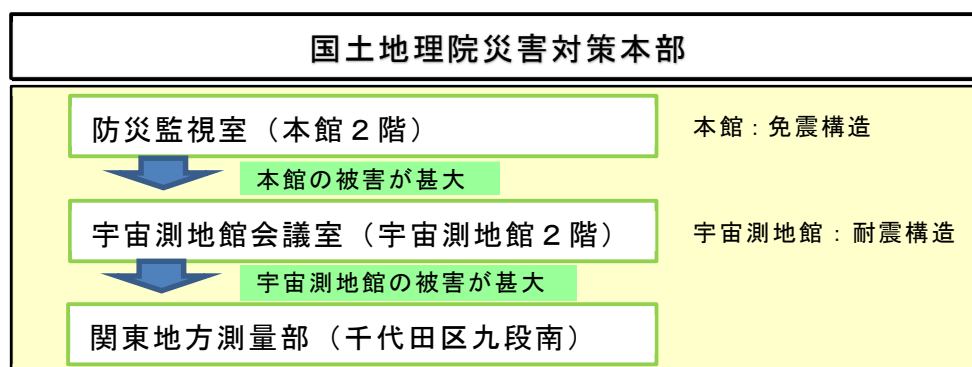 国土地理院災害対策本部
防災監視室（本館２階）
本館：免震構造
本館の被害が甚大
宇宙測地館会議室（宇宙測地館２階）
宇宙測地館：耐震構造
宇宙測地館の被害が甚大
関東地方測量部（千代田区九段南）